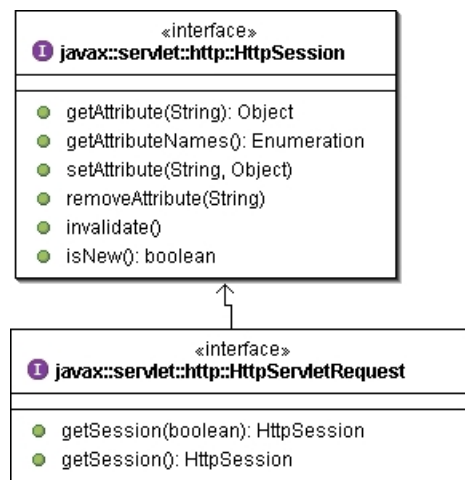 «interface»
I javax::servlet::http::HttpSession
getAttribute(String): Object
getAttributeNames(): Enumeration
setAttribute(String, Object)
removeAttribute(String)
invalidate()
isNew(): boolean
«interface»
I javax::servlet::http::HttpServletRequest
getSession(boolean): HttpSession
getSession(): HttpSession